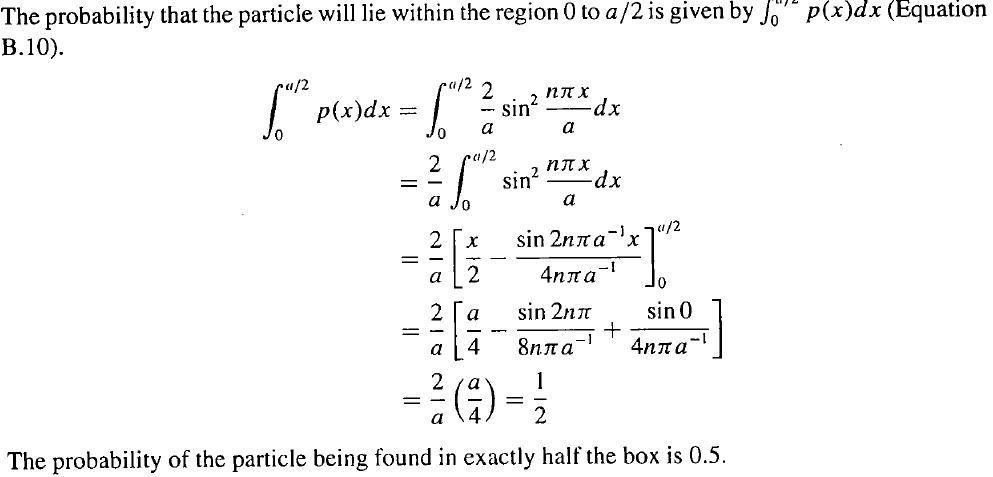 The probability that the particle will lie within the region 0 to a/2 is given by ∫₀^{a/2} p(x)dx (Equation
B.10).
∫₀^{a/2} p(x)dx = ∫₀^{a/2} (2/a) sin² (nπx/a) dx
= (2/a) ∫₀^{a/2} sin² (nπx/a) dx
= (2/a) [x/2 − (sin 2nπa⁻¹x)/(4nπa⁻¹)]₀^{a/2}
= (2/a) [a/4 − (sin 2nπ)/(8nπa⁻¹) + (sin 0)/(4nπa⁻¹)]
= (2/a) (a/4) = 1/2
The probability of the particle being found in exactly half the box is 0.5.